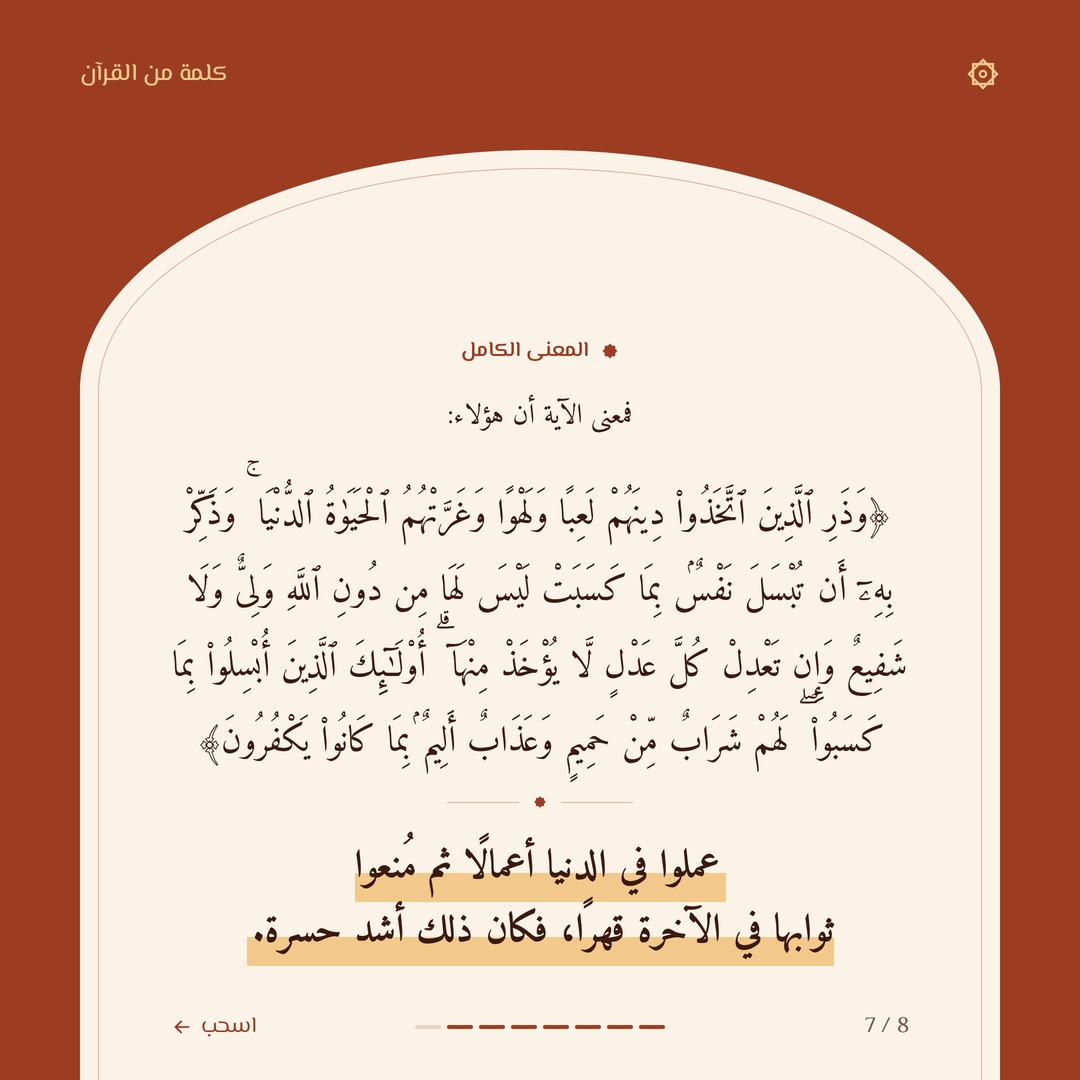 كلمة من القرآن
المعنى الكامل
فمعنى الآية أن هؤلاء:
﴿وَذَرِ ٱلَّذِينَ ٱتَّخَذُوا۟ دِينَهُمْ لَعِبًا وَلَهْوًا وَغَرَّتْهُمُ ٱلْحَيَوٰةُ ٱلدُّنْيَا ۚ وَذَكِّرْ
بِهِۦٓ أَن تُبْسَلَ نَفْسٌۢ بِمَا كَسَبَتْ لَيْسَ لَهَا مِن دُونِ ٱللَّهِ وَلِىٌّ وَلَا
شَفِيعٌ وَإِن تَعْدِلْ كُلَّ عَدْلٍ لَّا يُؤْخَذْ مِنْهَآ ۗ أُو۟لَـٰٓئِكَ ٱلَّذِينَ أُبْسِلُوا۟ بِمَا
كَسَبُوا۟ ۖ لَهُمْ شَرَابٌ مِّنْ حَمِيمٍ وَعَذَابٌ أَلِيمٌۢ بِمَا كَانُوا۟ يَكْفُرُونَ﴾
عملوا في الدنيا أعمالًا ثم مُنعوا
ثوابها في الآخرة قهرًا، فكان ذلك أشد حسرة.
7 / 8
اسحب ←